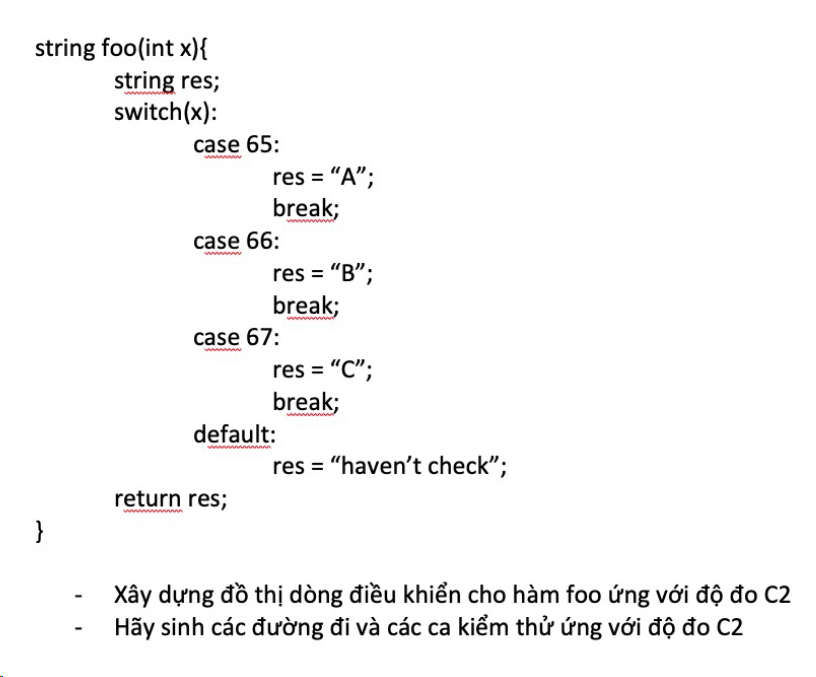 string foo(int x){
string res;
switch(x):
case 65:
res = “A”;
break;
case 66:
res = “B”;
break;
case 67:
res = “C”;
break;
default:
res = “haven’t check”;
return res;
}
- Xây dựng đồ thị dòng điều khiển cho hàm foo ứng với độ đo C2
- Hãy sinh các đường đi và các ca kiểm thử ứng với độ đo C2